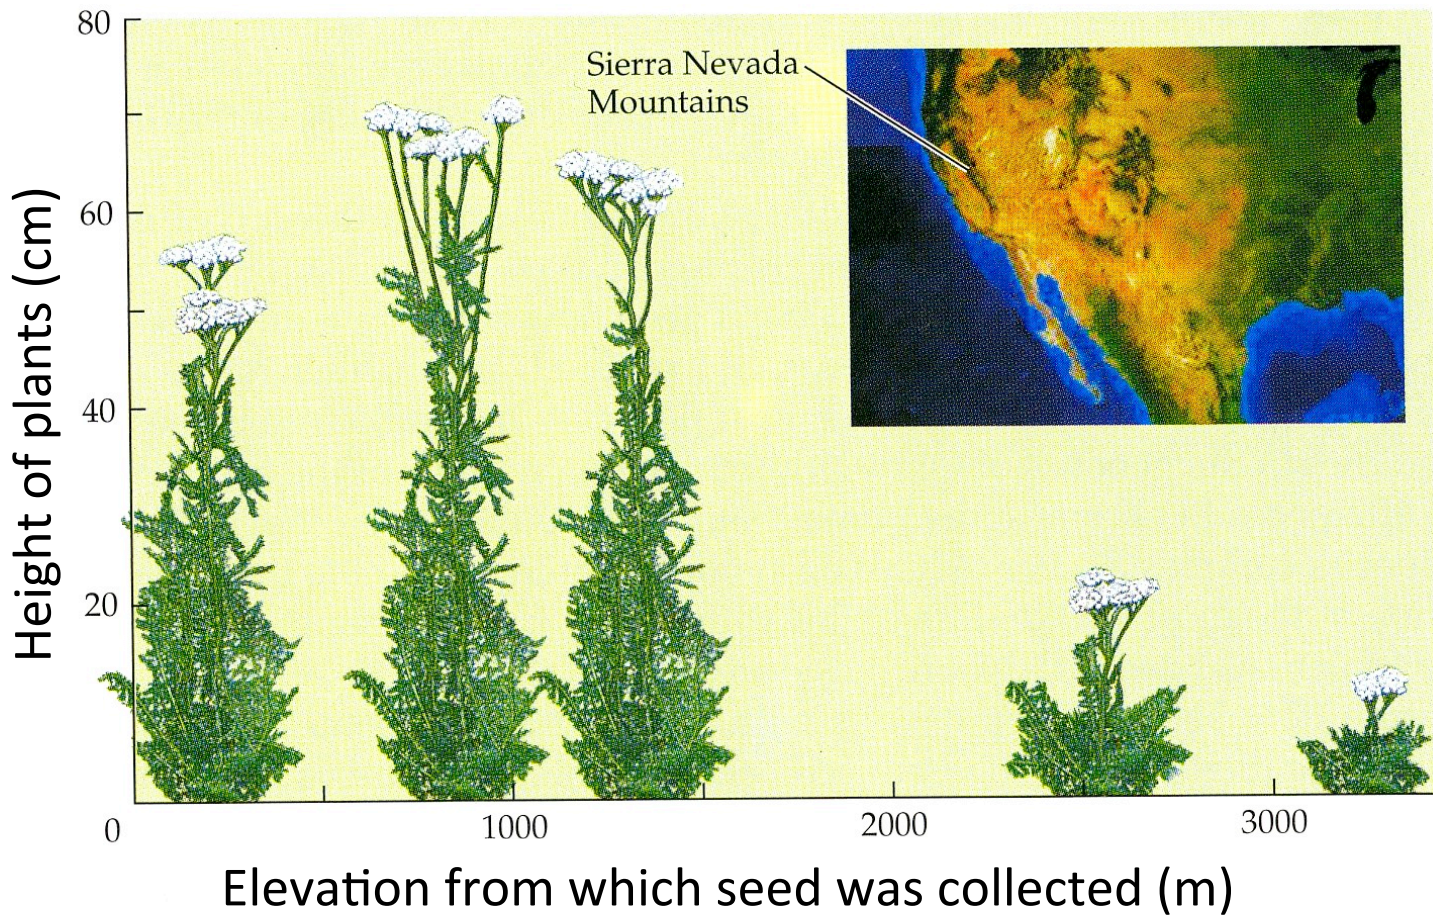 80
60
40
20
0
1000
2000
3000
Height of plants (cm)
Elevation from which seed was collected (m)
Sierra Nevada
Mountains